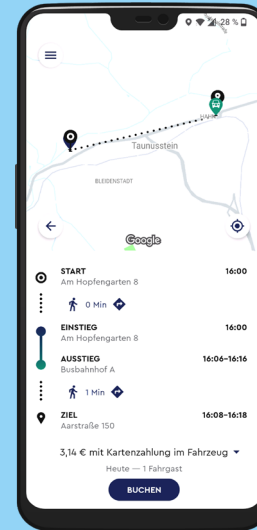 28 %
HAHN
Taunusstein
BLEIDENSTADT
Google
START 16:00
Am Hopfengarten 8
0 Min
EINSTIEG 16:00
Am Hopfengarten 8
AUSSTIEG 16:06–16:16
Busbahnhof A
1 Min
ZIEL 16:08–16:18
Aarstraße 150
3,14 € mit Kartenzahlung im Fahrzeug
Heute — 1 Fahrgast
BUCHEN